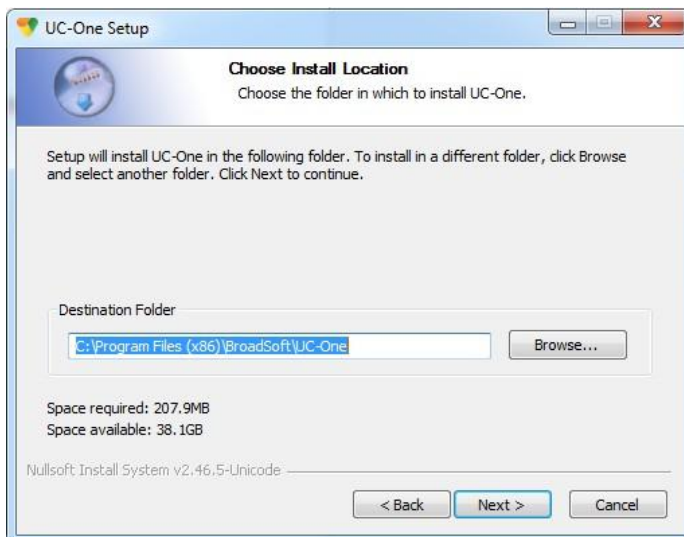 UC-One Setup
Choose Install Location
Choose the folder in which to install UC-One.
Setup will install UC-One in the following folder. To install in a different folder, click Browse
and select another folder. Click Next to continue.
Destination Folder
C:\Program Files (x86)\BroadSoft\UC-One
Browse...
Space required: 207.9MB
Space available: 38.1GB
Nullsoft Install System v2.46.5-Unicode
< Back
Next >
Cancel